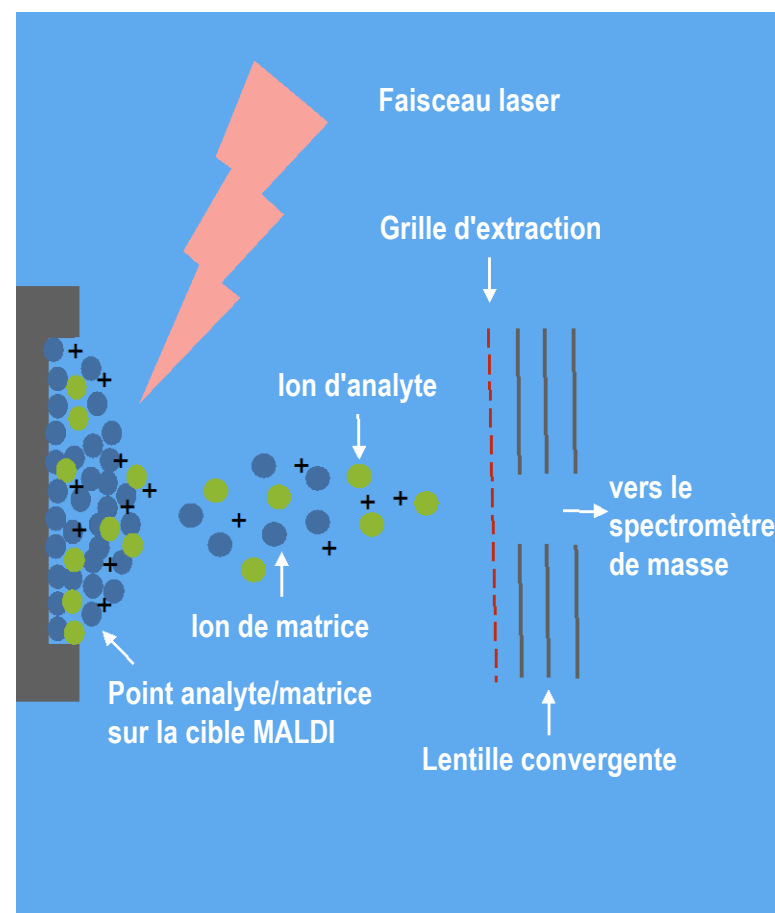 Faisceau laser
Grille d'extraction
Ion d'analyte
vers le
spectromètre
de masse
Ion de matrice
Point analyte/matrice
sur la cible MALDI
Lentille convergente